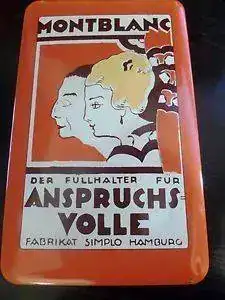 MONTBLANC
DER FÜLLHALTER FÜR
ANSPRUCHS
VOLLE
FABRIKAT SIMPLO HAMBURG